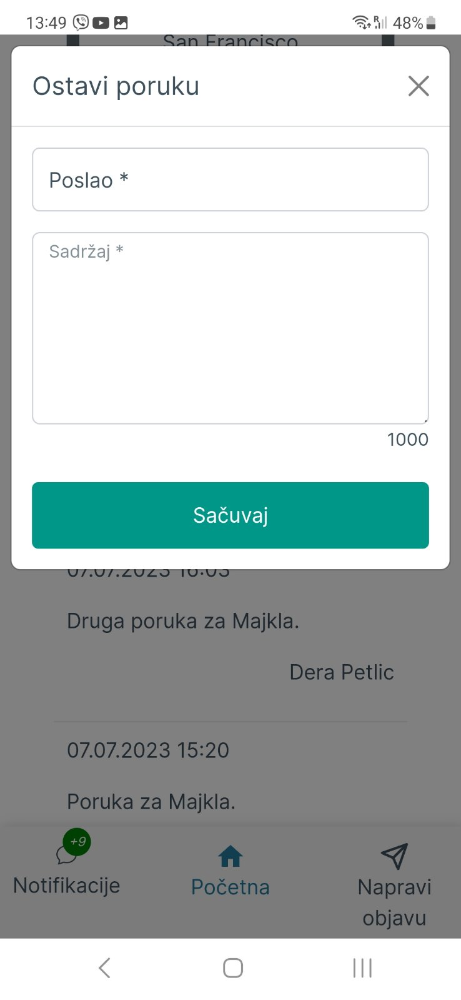 13:49
48%
San Francisco
Ostavi poruku
Poslao *
Sadržaj *
1000
Sačuvaj
07.07.2023 16:03
Druga poruka za Majkla.
Dera Petlic
07.07.2023 15:20
Poruka za Majkla.
+9
Notifikacije
Početna
Napravi
objavu